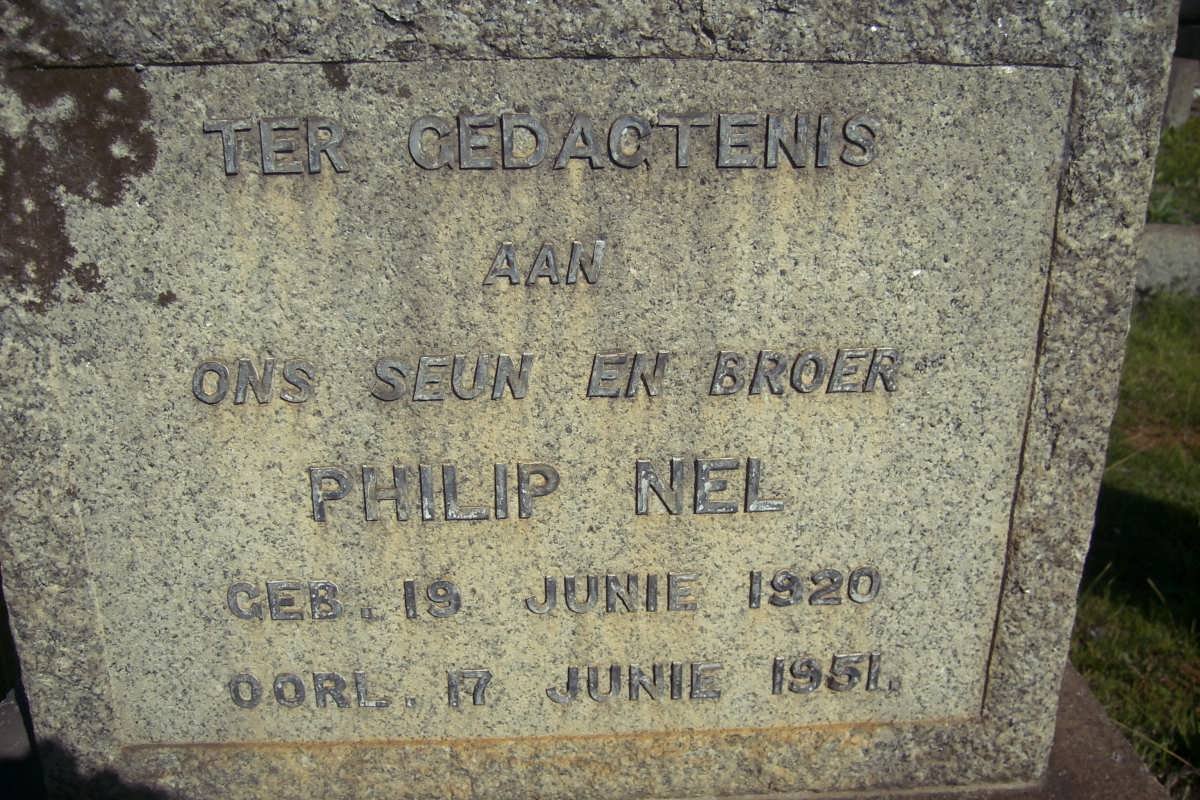 TER GEDACTENIS
AAN
ONS SEUN EN BROER
PHILIP NEL
GEB. 19 JUNIE 1920
OORL. 17 JUNIE 1951.